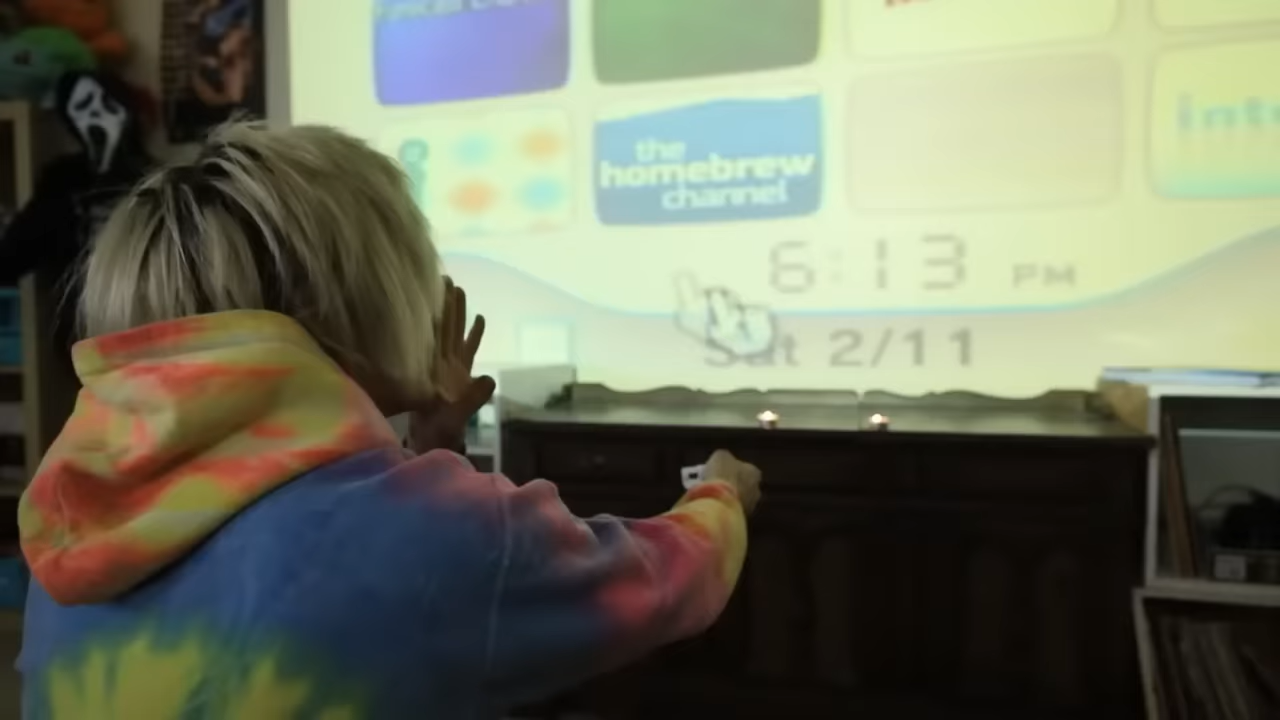 the
homebrew
channel
6:13 PM
Sat 2/11